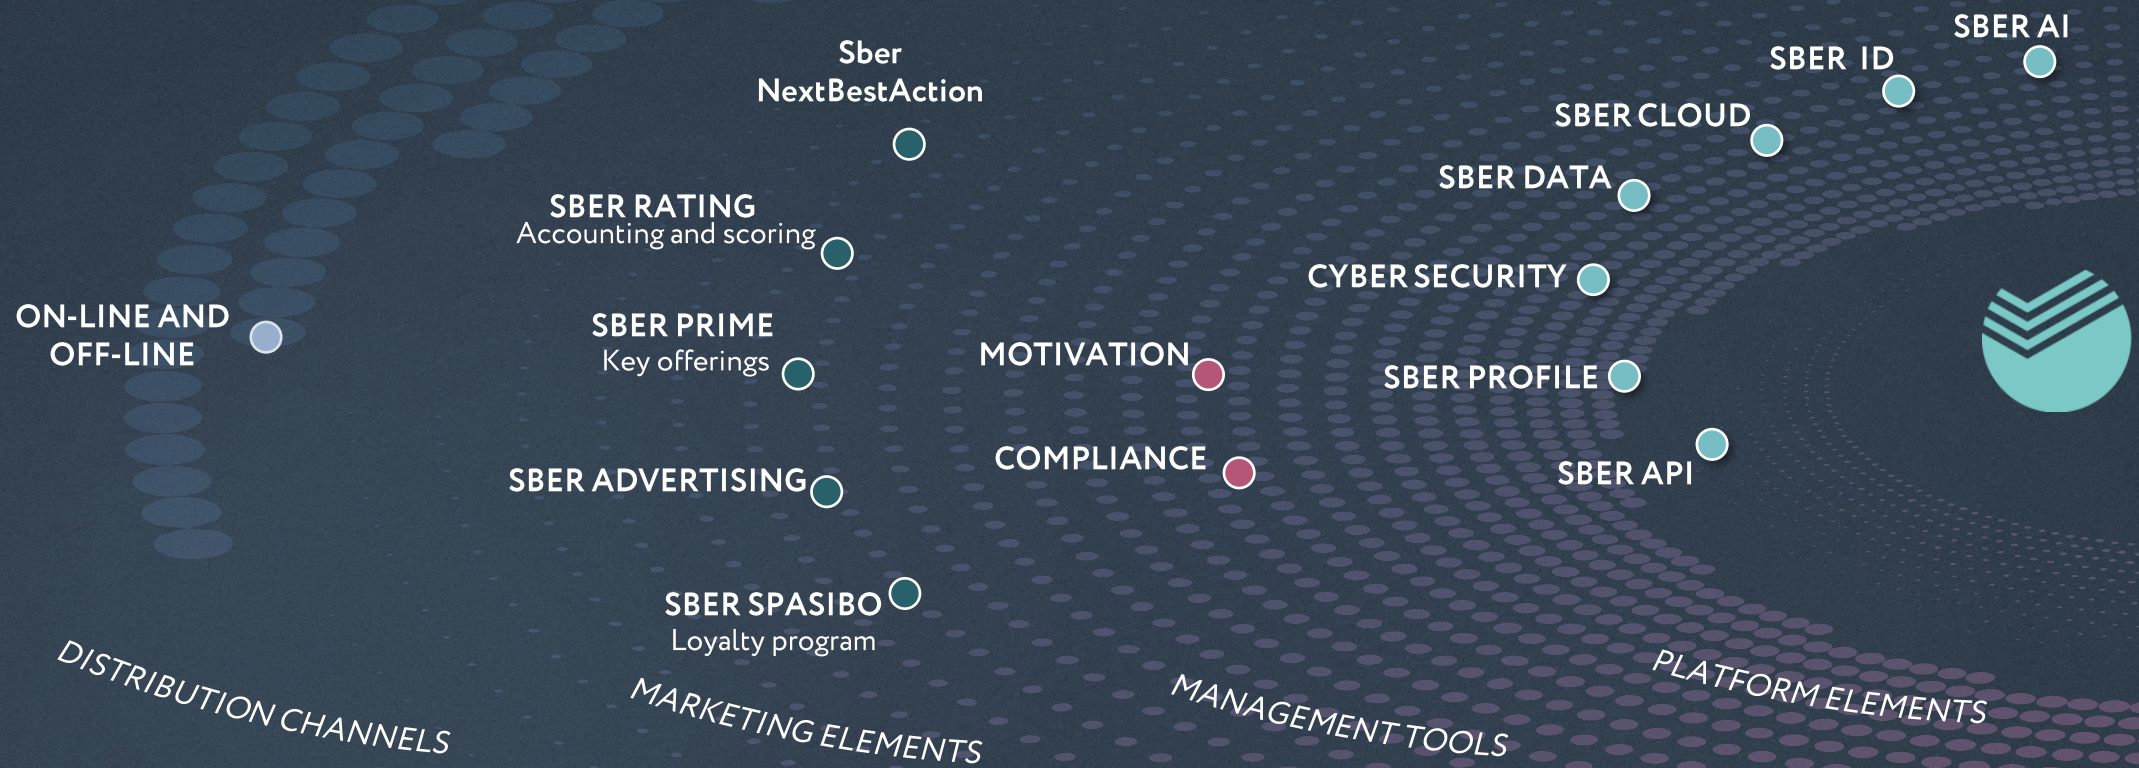 SBER AI
SBER ID
SBER CLOUD
SBER DATA
CYBER SECURITY
SBER PROFILE
SBER API
Sber
NextBestAction
SBER RATING
Accounting and scoring
SBER PRIME
Key offerings
SBER ADVERTISING
SBER SPASIBO
Loyalty program
MOTIVATION
COMPLIANCE
ON-LINE AND
OFF-LINE
DISTRIBUTION CHANNELS
MARKETING ELEMENTS
MANAGEMENT TOOLS
PLATFORM ELEMENTS